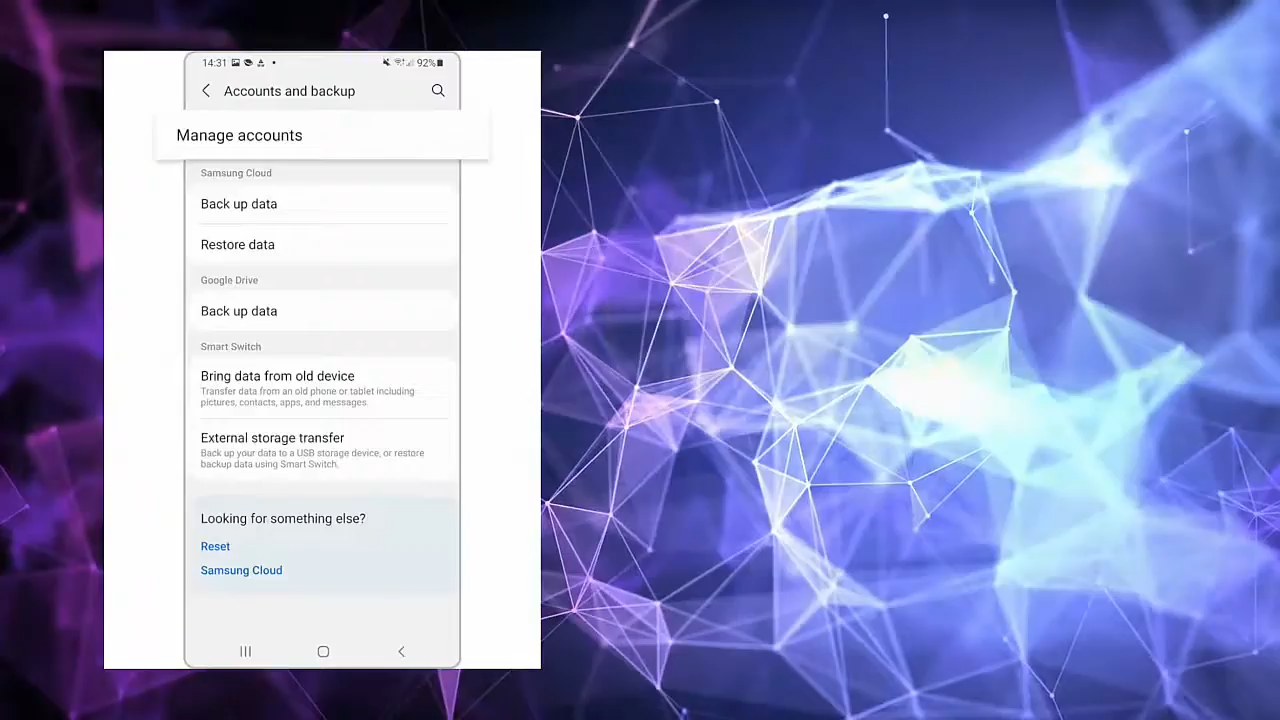 14:31 92%
Accounts and backup
Manage accounts
Samsung Cloud
Back up data
Restore data
Google Drive
Back up data
Smart Switch
Bring data from old device
Transfer data from an old phone or tablet including
pictures, contacts, apps, and messages.
External storage transfer
Back up your data to a USB storage device, or restore
backup data using Smart Switch.
Looking for something else?
Reset
Samsung Cloud